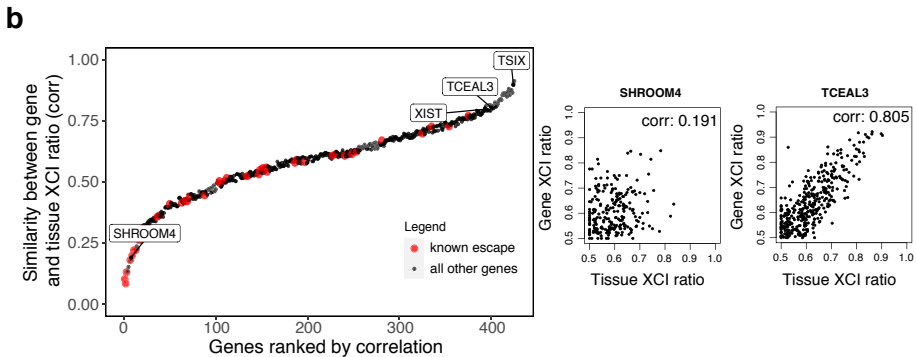 b
Similarity between gene
and tissue XCI ratio (corr)
1.00
0.75
0.50
0.25
0.00
TSIX
TCEAL3
XIST
SHROOM4
Legend
known escape
all other genes
0 100 200 300 400
Genes ranked by correlation
SHROOM4
corr: 0.191
Gene XCI ratio
1.0
0.9
0.8
0.7
0.6
0.5
0.5 0.6 0.7 0.8 0.9 1.0
Tissue XCI ratio
TCEAL3
corr: 0.805
Gene XCI ratio
1.0
0.9
0.8
0.7
0.6
0.5
0.5 0.6 0.7 0.8 0.9 1.0
Tissue XCI ratio